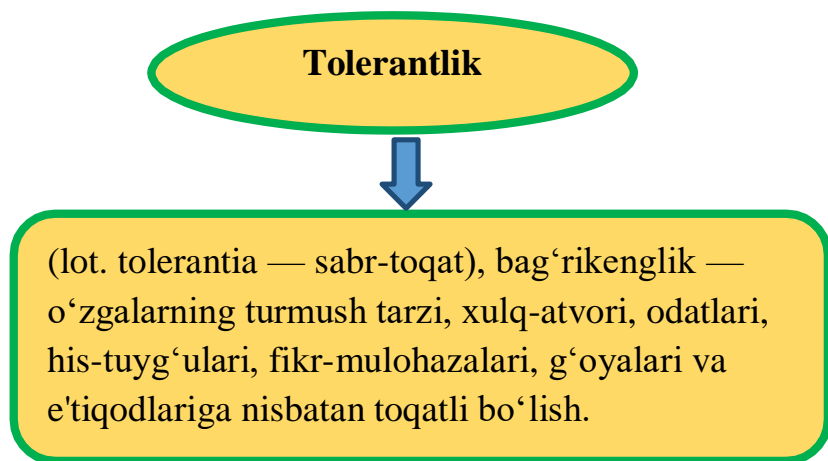 Tolerantlik
(lot. tolerantia — sabr-toqat), bag‘rikenglik —
o‘zgalarning turmush tarzi, xulq-atvori, odatlari,
his-tuyg‘ulari, fikr-mulohazalari, g‘oyalari va
e'tiqodlariga nisbatan toqatli bo‘lish.